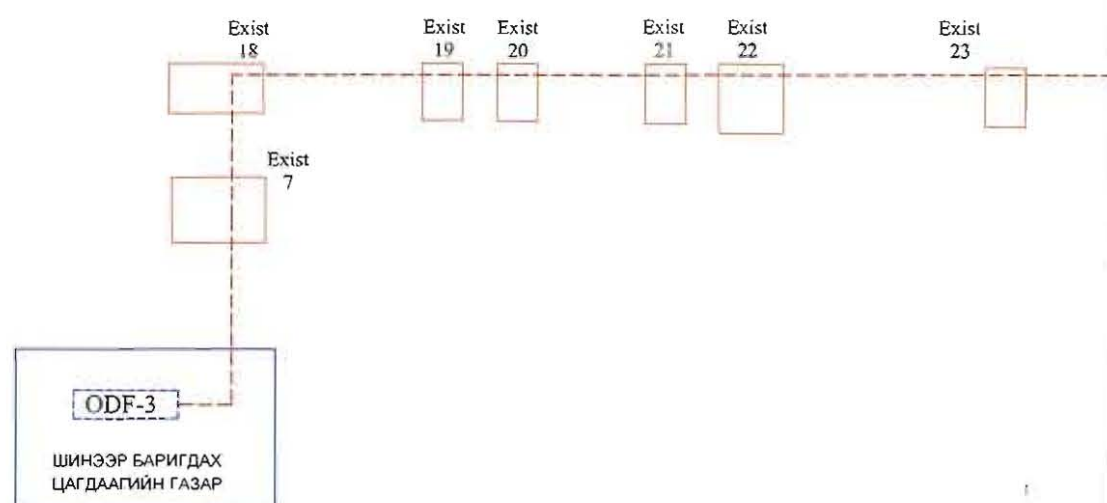 Exist
18
Exist
19
Exist
20
Exist
21
Exist
22
Exist
23
Exist
7
ODF-3
ШИНЭЭР БАРИГДАХ
ЦАГДААГИЙН ГАЗАР